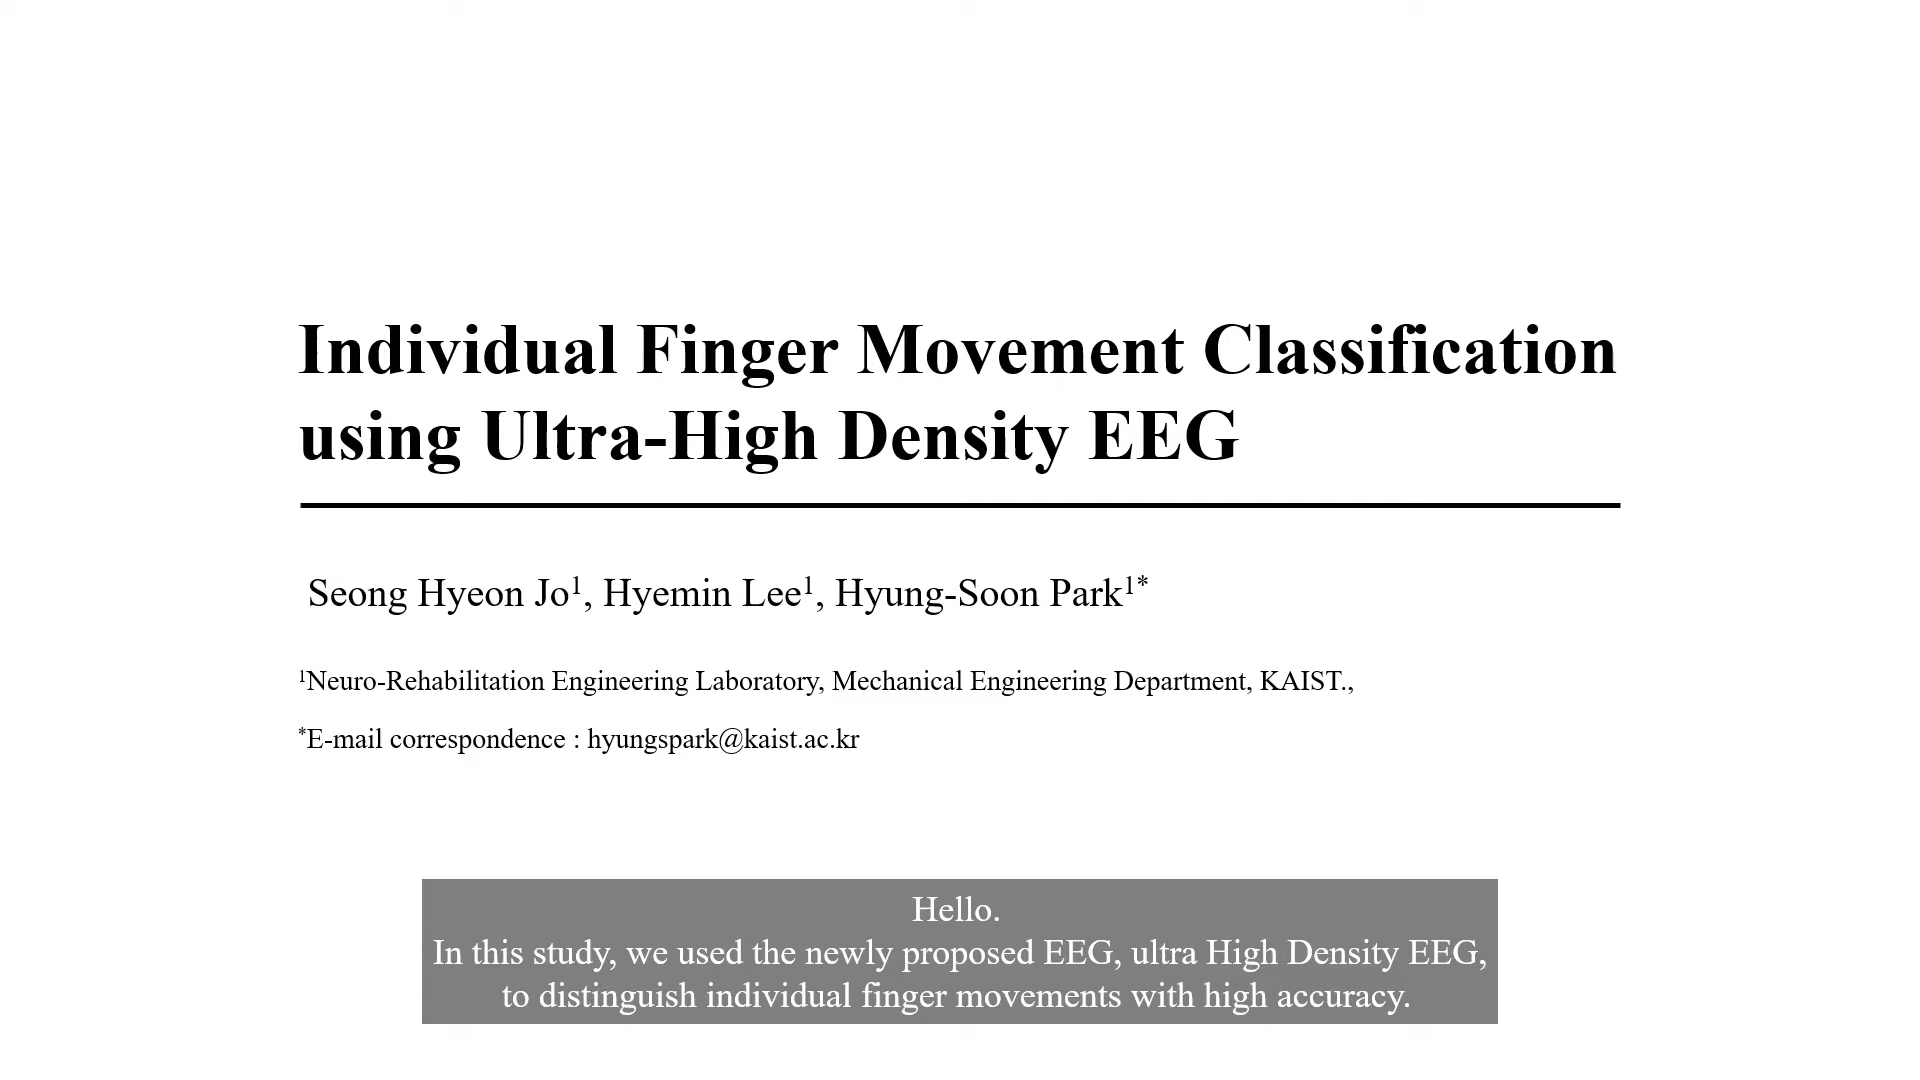 Individual Finger Movement Classification
using Ultra-High Density EEG
Seong Hyeon Jo¹, Hyemin Lee¹, Hyung-Soon Park¹*
¹Neuro-Rehabilitation Engineering Laboratory, Mechanical Engineering Department, KAIST.,
*E-mail correspondence : hyungspark@kaist.ac.kr
Hello.
In this study, we used the newly proposed EEG, ultra High Density EEG,
to distinguish individual finger movements with high accuracy.